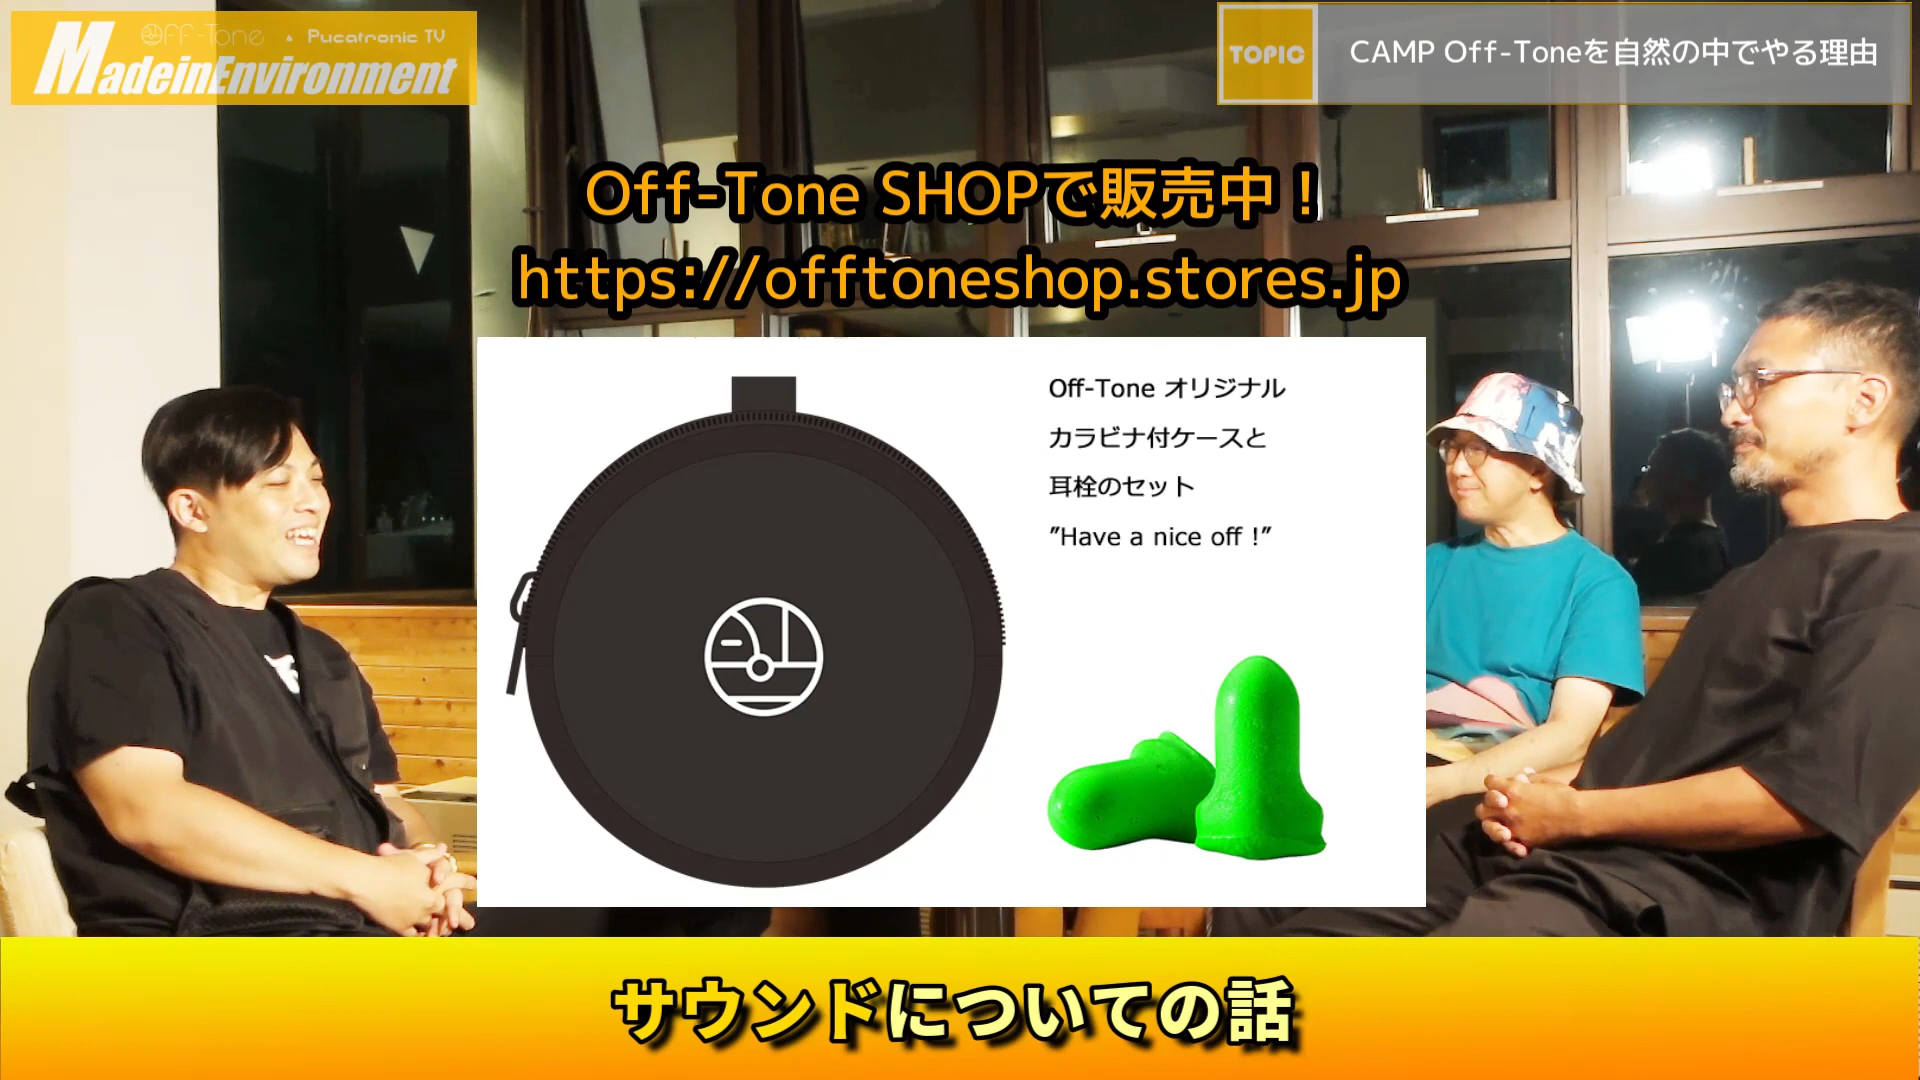 Off-Tone ▲ Pucatronic TV
MadeinEnvironment
TOPIC
CAMP Off-Toneを自然の中でやる理由
Off-Tone SHOPで販売中！
https://offtoneshop.stores.jp
Off-Tone オリジナル
カラビナ付ケースと
耳栓のセット
”Have a nice off !”
サウンドについての話